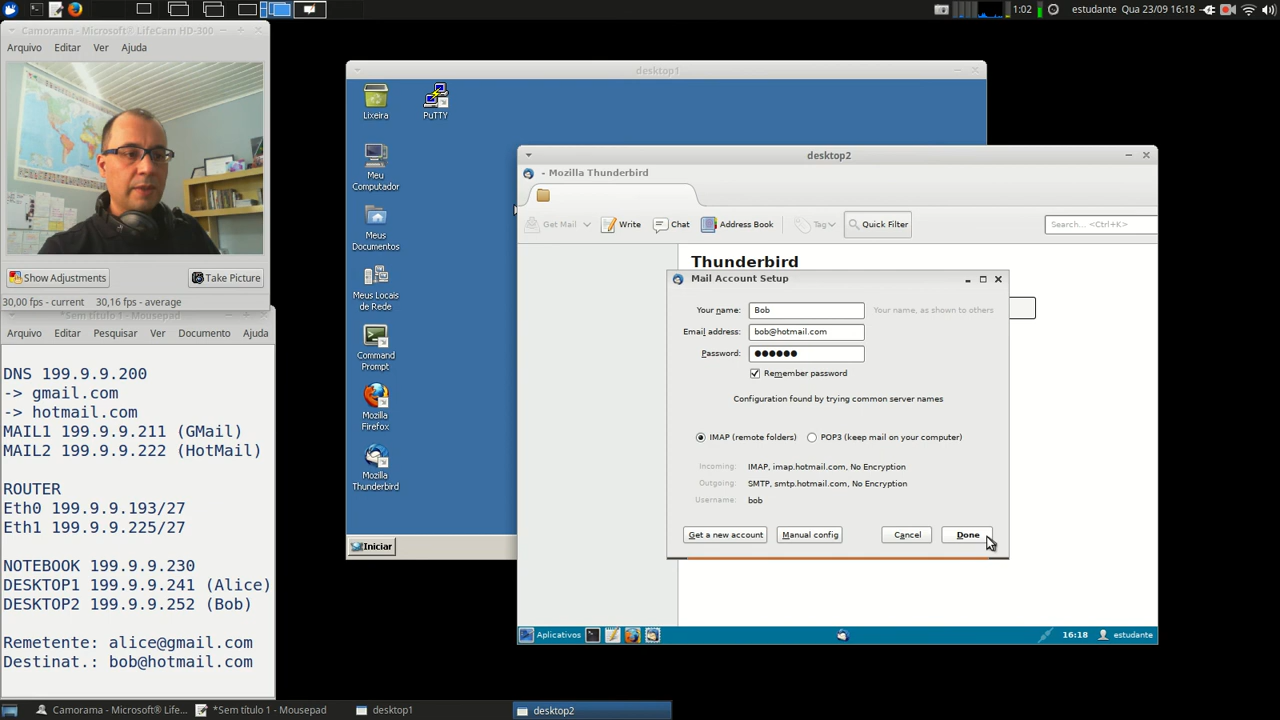 1:02
estudante
Qua 23/09 16:18
Camorama - Microsoft® LifeCam HD-300
Arquivo Editar Ver Ajuda
Show Adjustments
Take Picture
30,00 fps - current 30,16 fps - average
*Sem título 1 - Mousepad
Arquivo Editar Pesquisar Ver Documento Ajuda
DNS 199.9.9.200
-> gmail.com
-> hotmail.com
MAIL1 199.9.9.211 (GMail)
MAIL2 199.9.9.222 (HotMail)
ROUTER
Eth0 199.9.9.193/27
Eth1 199.9.9.225/27
NOTEBOOK 199.9.9.230
DESKTOP1 199.9.9.241 (Alice)
DESKTOP2 199.9.9.252 (Bob)
Remetente: alice@gmail.com
Destinat.: bob@hotmail.com
desktop1
Lixeira
PuTTY
Meu
Computador
Meus
Documentos
Meus Locais
de Rede
Command
Prompt
Mozilla
Firefox
Mozilla
Thunderbird
Iniciar
desktop2
- Mozilla Thunderbird
Get Mail
Write
Chat
Address Book
Tag
Quick Filter
Search... <Ctrl+K>
Thunderbird
Mail Account Setup
Your name: Bob Your name, as shown to others
Email address: bob@hotmail.com
Password: ●●●●●●
Remember password
Configuration found by trying common server names
IMAP (remote folders) POP3 (keep mail on your computer)
Incoming: IMAP, imap.hotmail.com, No Encryption
Outgoing: SMTP, smtp.hotmail.com, No Encryption
Username: bob
Get a new account
Manual config
Cancel
Done
Aplicativos
16:18
estudante
Camorama - Microsoft® LifeC...
*Sem título 1 - Mousepad
desktop1
desktop2